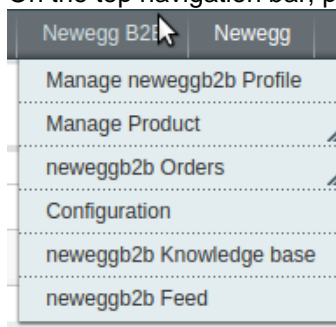 On the top navigation bar, p
Newegg B2B Newegg
Manage neweggb2b Profile
Manage Product
neweggb2b Orders
Configuration
neweggb2b Knowledge base
neweggb2b Feed